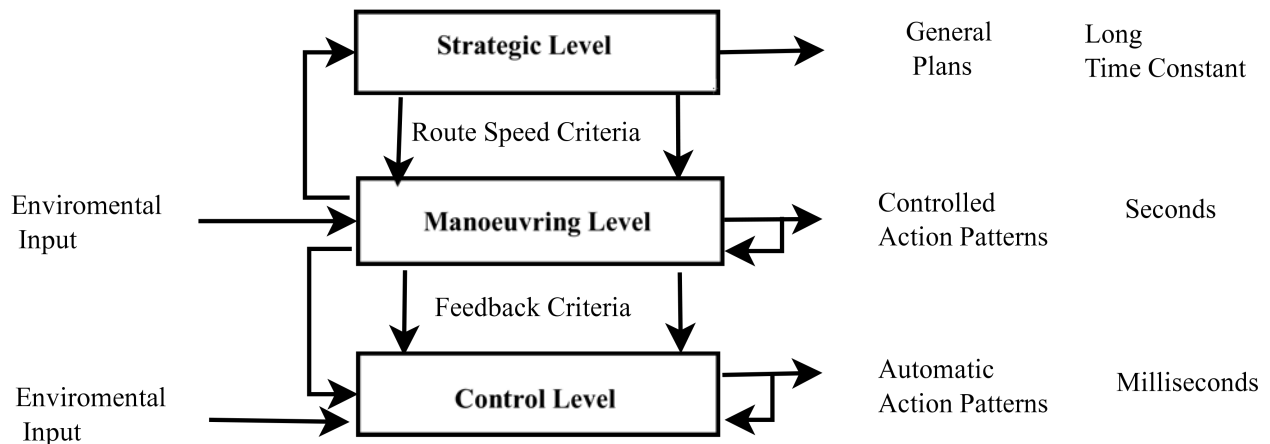 Strategic Level
General
Plans
Long
Time Constant
Route Speed Criteria
Enviromental
Input
Manoeuvring Level
Controlled
Action Patterns
Seconds
Feedback Criteria
Enviromental
Input
Control Level
Automatic
Action Patterns
Milliseconds